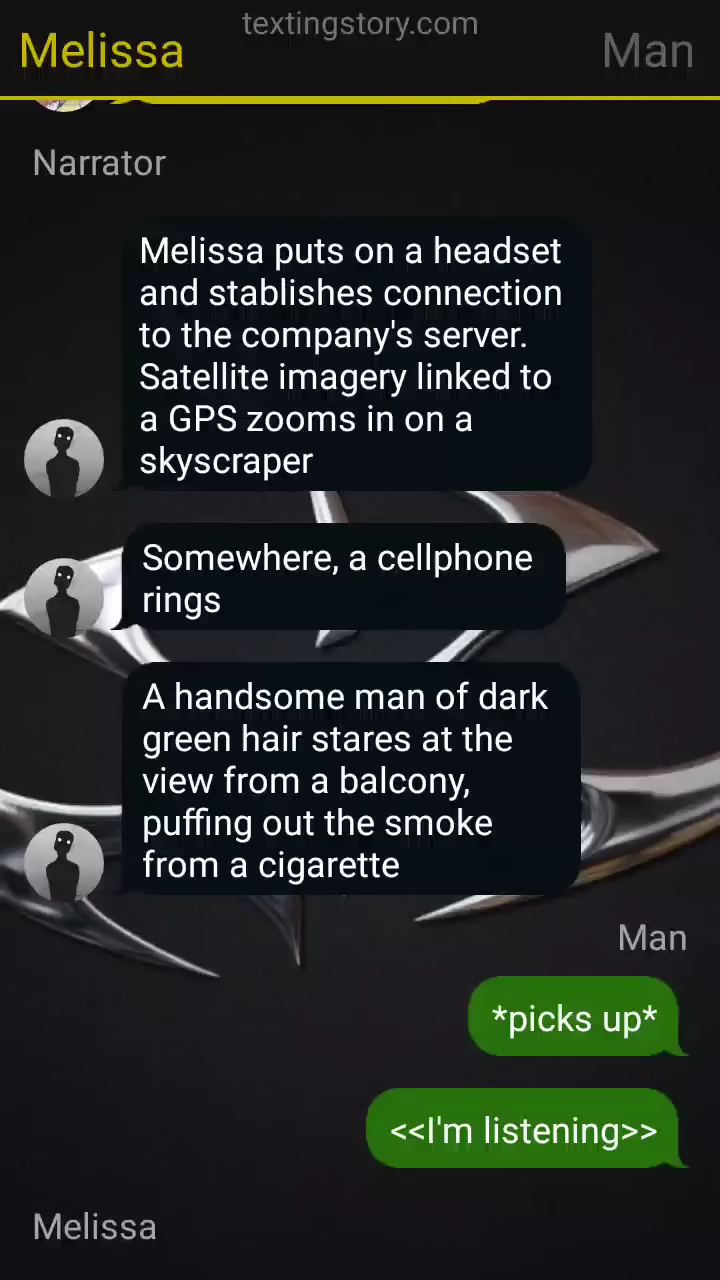 textingstory.com
Melissa
Man
Narrator
Melissa puts on a headset
and stablishes connection
to the company's server.
Satellite imagery linked to
a GPS zooms in on a
skyscraper
Somewhere, a cellphone
rings
A handsome man of dark
green hair stares at the
view from a balcony,
puffing out the smoke
from a cigarette
Man
*picks up*
<<I'm listening>>
Melissa